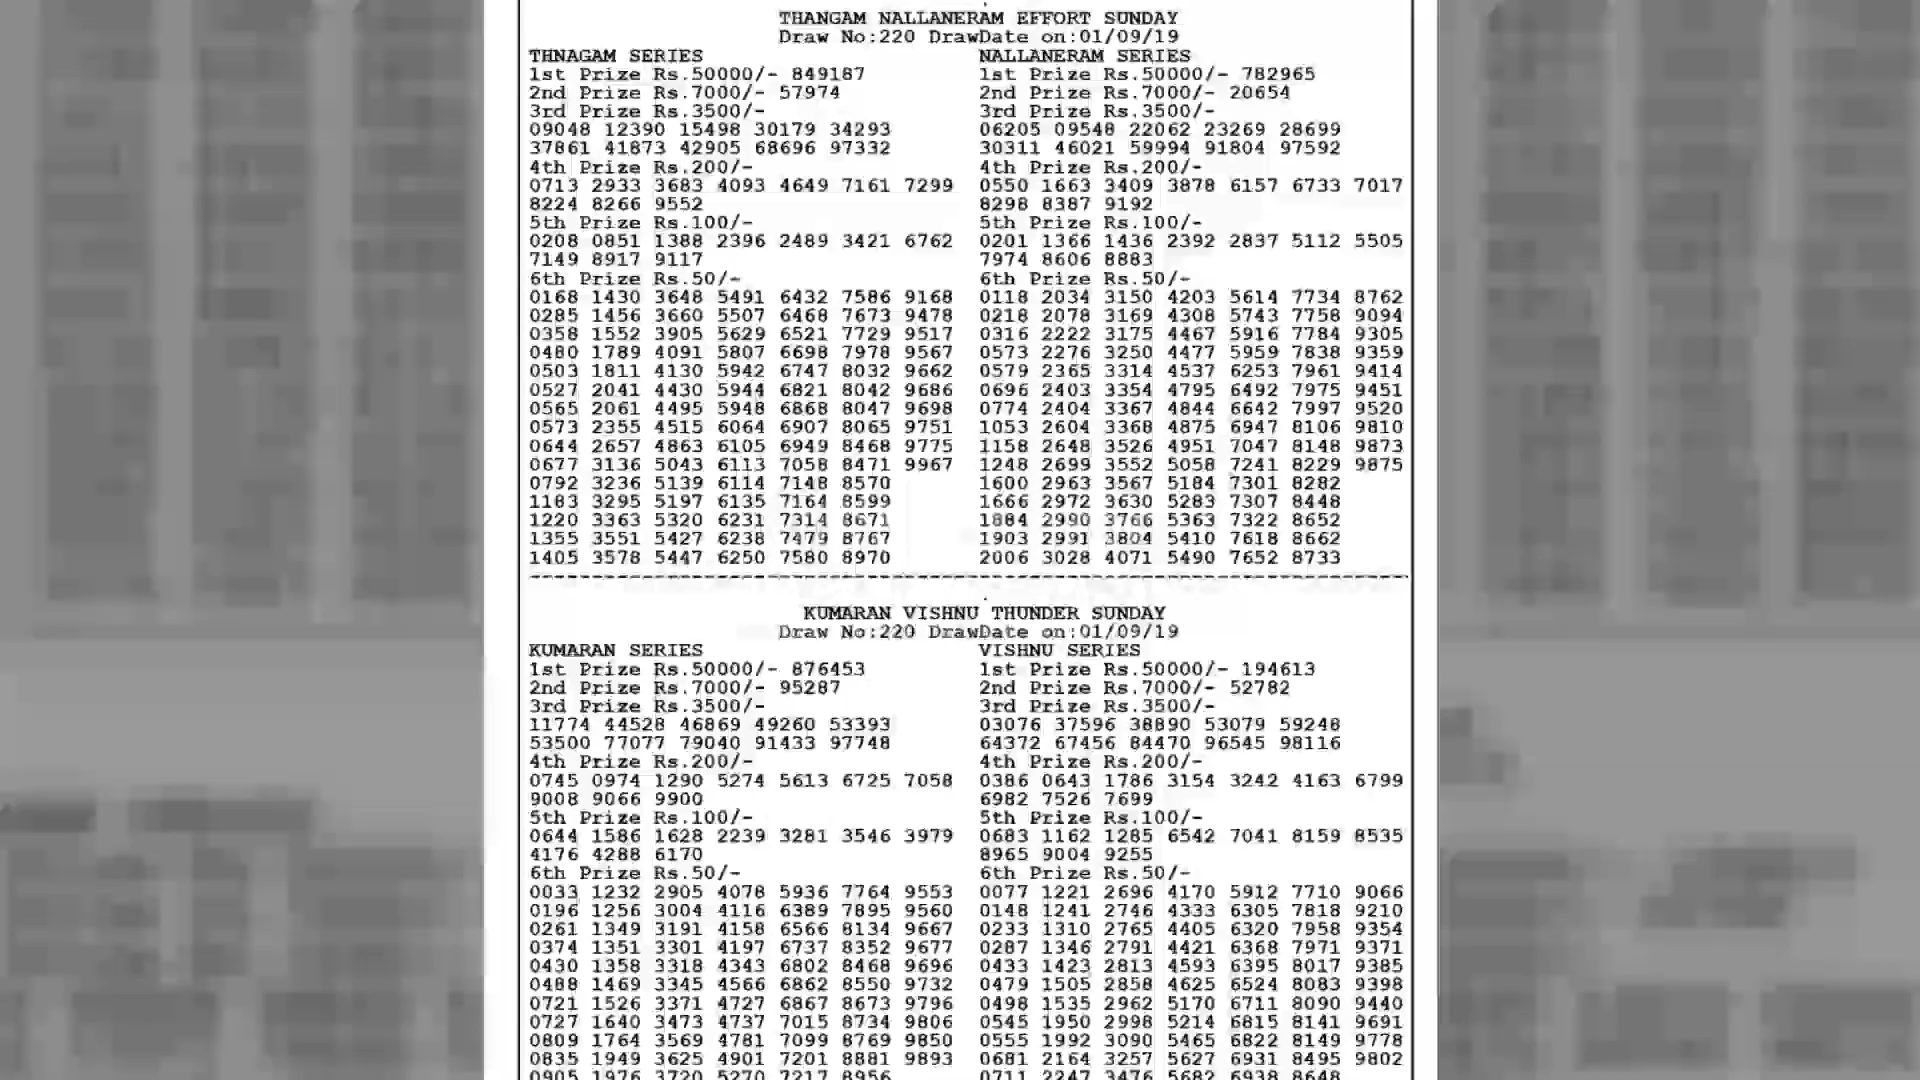 THANGAM NALLANERAM EFFORT SUNDAY
Draw No:220 DrawDate on:01/09/19
THNAGAM SERIES
1st Prize Rs.50000/- 849187
2nd Prize Rs.7000/- 57974
3rd Prize Rs.3500/-
09048 12390 15498 30179 34293
37861 41873 42905 68696 97332
4th Prize Rs.200/-
0713 2933 3683 4093 4649 7161 7299
8224 8266 9552
5th Prize Rs.100/-
0208 0851 1388 2396 2489 3421 6762
7149 8917 9117
6th Prize Rs.50/-
0168 1430 3648 5491 6432 7586 9168
0285 1456 3660 5507 6468 7673 9478
0358 1552 3905 5629 6521 7729 9517
0480 1789 4091 5807 6698 7978 9567
0503 1811 4130 5942 6747 8032 9662
0527 2041 4430 5944 6821 8042 9686
0565 2061 4495 5948 6868 8047 9698
0573 2355 4515 6064 6907 8065 9751
0644 2657 4863 6105 6949 8468 9775
0677 3136 5043 6113 7058 8471 9967
0792 3236 5139 6114 7148 8570
1183 3295 5197 6135 7164 8599
1220 3363 5320 6231 7314 8671
1355 3551 5427 6238 7479 8767
1405 3578 5447 6250 7580 8970
NALLANERAM SERIES
1st Prize Rs.50000/- 782965
2nd Prize Rs.7000/- 20654
3rd Prize Rs.3500/-
06205 09548 22062 23269 28699
30311 46021 59994 91804 97592
4th Prize Rs.200/-
0550 1663 3409 3878 6157 6733 7017
8298 8387 9192
5th Prize Rs.100/-
0201 1366 1436 2392 2837 5112 5505
7974 8606 8883
6th Prize Rs.50/-
0118 2034 3150 4203 5614 7734 8762
0218 2078 3169 4308 5743 7758 9094
0316 2222 3175 4467 5916 7784 9305
0573 2276 3250 4477 5959 7838 9359
0579 2365 3314 4537 6253 7961 9414
0696 2403 3354 4795 6492 7975 9451
0774 2404 3367 4844 6642 7997 9520
1053 2604 3368 4875 6947 8106 9810
1158 2648 3526 4951 7047 8148 9873
1248 2699 3552 5058 7241 8229 9875
1600 2963 3567 5184 7301 8282
1666 2972 3630 5283 7307 8448
1884 2990 3766 5363 7322 8652
1903 2991 3804 5410 7618 8662
2006 3028 4071 5490 7652 8733
KUMARAN VISHNU THUNDER SUNDAY
Draw No:220 DrawDate on:01/09/19
KUMARAN SERIES
1st Prize Rs.50000/- 876453
2nd Prize Rs.7000/- 95287
3rd Prize Rs.3500/-
11774 44528 46869 49260 53393
53500 77077 79040 91433 97748
4th Prize Rs.200/-
0745 0974 1290 5274 5613 6725 7058
9008 9066 9900
5th Prize Rs.100/-
0644 1586 1628 2239 3281 3546 3979
4176 4288 6170
6th Prize Rs.50/-
0033 1232 2905 4078 5936 7764 9553
0196 1256 3004 4116 6389 7895 9560
0261 1349 3191 4158 6566 8134 9667
0374 1351 3301 4197 6737 8352 9677
0430 1358 3318 4343 6802 8468 9696
0488 1469 3345 4566 6862 8550 9732
0721 1526 3371 4727 6867 8673 9796
0727 1640 3473 4737 7015 8734 9806
0809 1764 3569 4781 7099 8769 9850
0835 1949 3625 4901 7201 8881 9893
0905 1976 3720 5270 7217 8956
VISHNU SERIES
1st Prize Rs.50000/- 194613
2nd Prize Rs.7000/- 52782
3rd Prize Rs.3500/-
03076 37596 38890 53079 59248
64372 67456 84470 96545 98116
4th Prize Rs.200/-
0386 0643 1786 3154 3242 4163 6799
6982 7526 7699
5th Prize Rs.100/-
0683 1162 1285 6542 7041 8159 8535
8965 9004 9255
6th Prize Rs.50/-
0077 1221 2696 4170 5912 7710 9066
0148 1241 2746 4333 6305 7818 9210
0233 1310 2765 4405 6320 7958 9354
0287 1346 2791 4421 6368 7971 9371
0433 1423 2813 4593 6395 8017 9385
0479 1505 2858 4625 6524 8083 9398
0498 1535 2962 5170 6711 8090 9440
0545 1950 2998 5214 6815 8141 9691
0555 1992 3090 5465 6822 8149 9778
0681 2164 3257 5627 6931 8495 9802
0711 2247 3476 5682 6938 8648